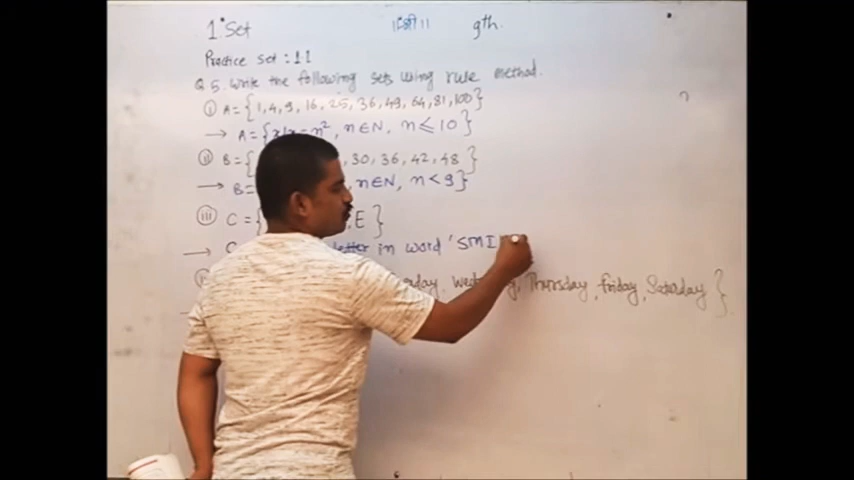 1 Set ॥श्री॥ 9th.
Practice set : 1.1
Q 5. Write the following sets using rule method.
(i) A = {1, 4, 9, 16, 25, 36, 49, 64, 81, 100}
→ A = {x/x = n², n ∈ N, n ≤ 10}
(ii) B = { , 30, 36, 42, 48}
→ B = n ∈ N, n < 9}
(iii) C = { , E}
→ letter in word 'SMI
day, Thursday, Friday, Saturday}